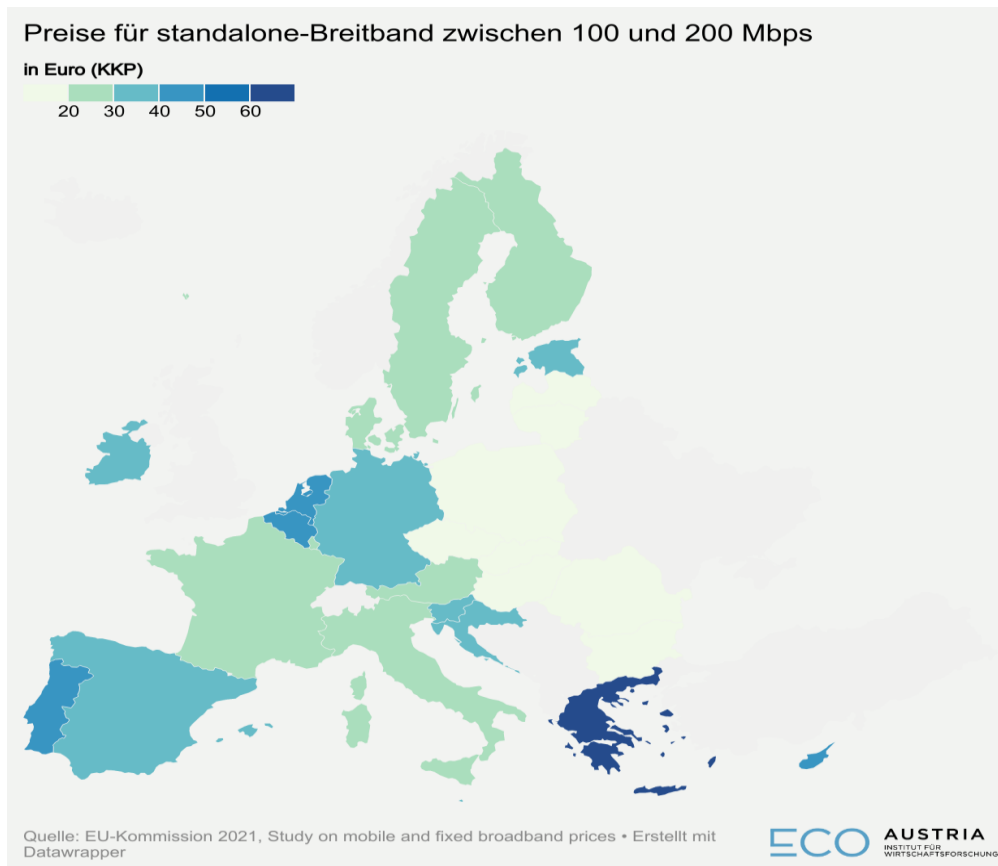 Preise für standalone-Breitband zwischen 100 und 200 Mbps
in Euro (KKP)
20 30 40 50 60
Quelle: EU-Kommission 2021, Study on mobile and fixed broadband prices • Erstellt mit
Datawrapper
ECO AUSTRIA
INSTITUT FÜR
WIRTSCHAFTSFORSCHUNG